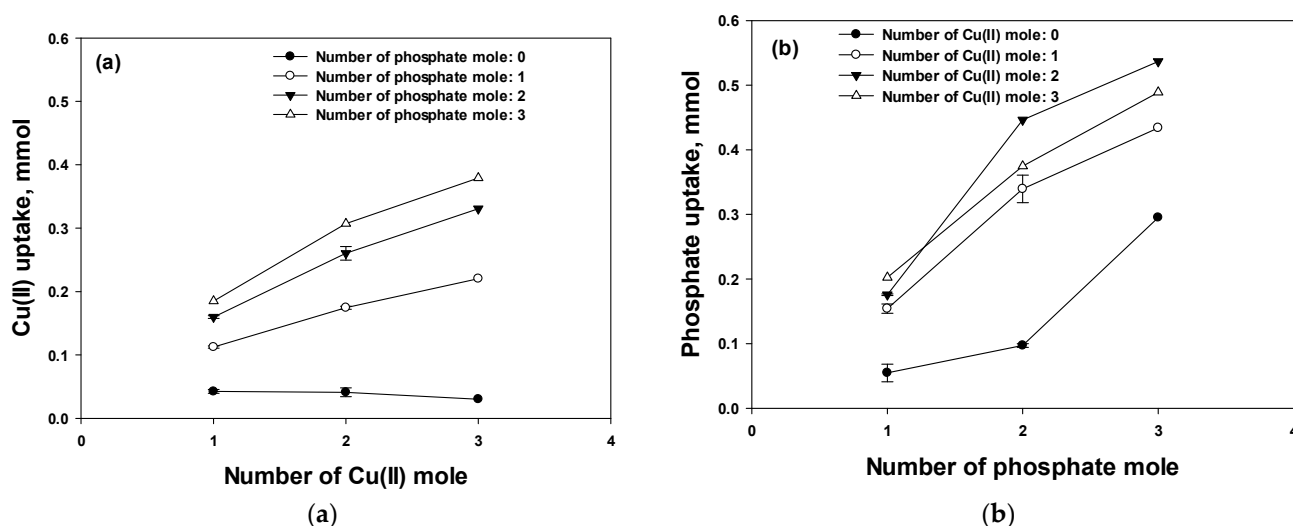 (a)
Number of phosphate mole: 0
Number of phosphate mole: 1
Number of phosphate mole: 2
Number of phosphate mole: 3
Cu(II) uptake, mmol
0.6
0.5
0.4
0.3
0.2
0.1
0.0
0 1 2 3 4
Number of Cu(II) mole
(a)
(b)
Number of Cu(II) mole: 0
Number of Cu(II) mole: 1
Number of Cu(II) mole: 2
Number of Cu(II) mole: 3
Phosphate uptake, mmol
0.6
0.5
0.4
0.3
0.2
0.1
0.0
0 1 2 3 4
Number of phosphate mole
(b)